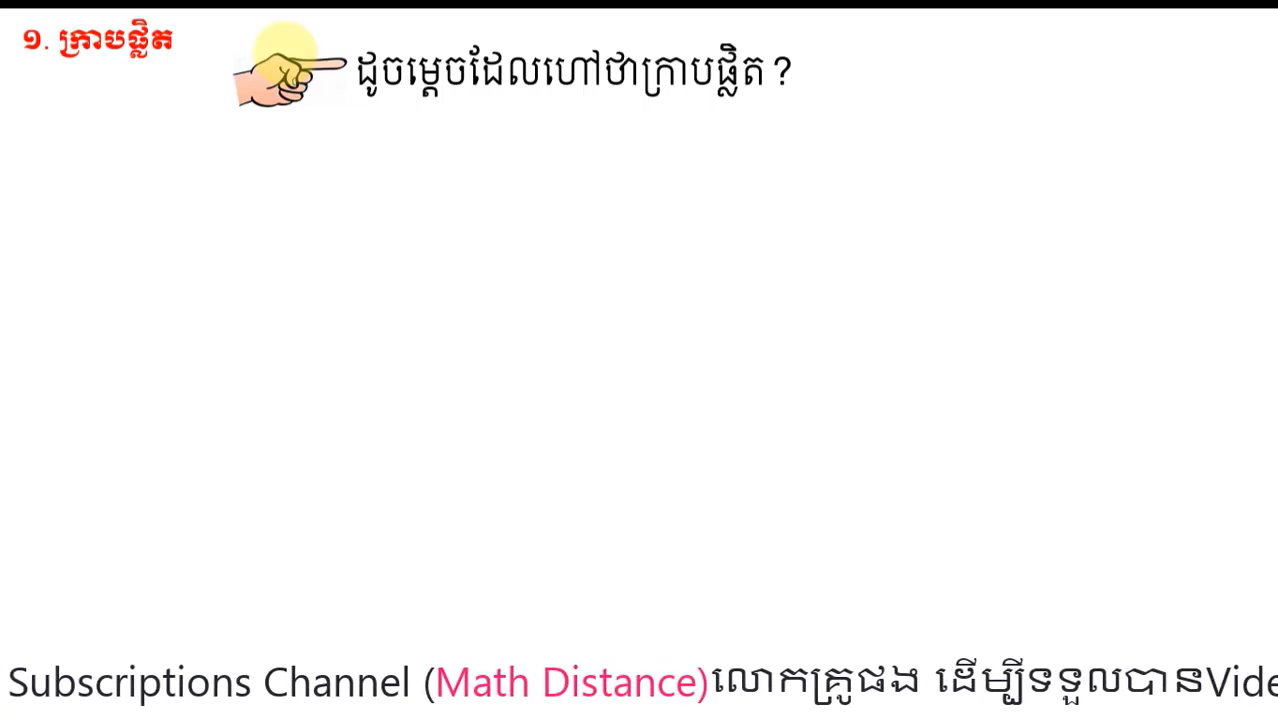 ១. ក្រាបផ្លិត
ដូចម្ដេចដែលហៅថាក្រាបផ្លិត ?
Subscriptions Channel (Math Distance)លោកគ្រូផង ដើម្បីទទួលបានVide